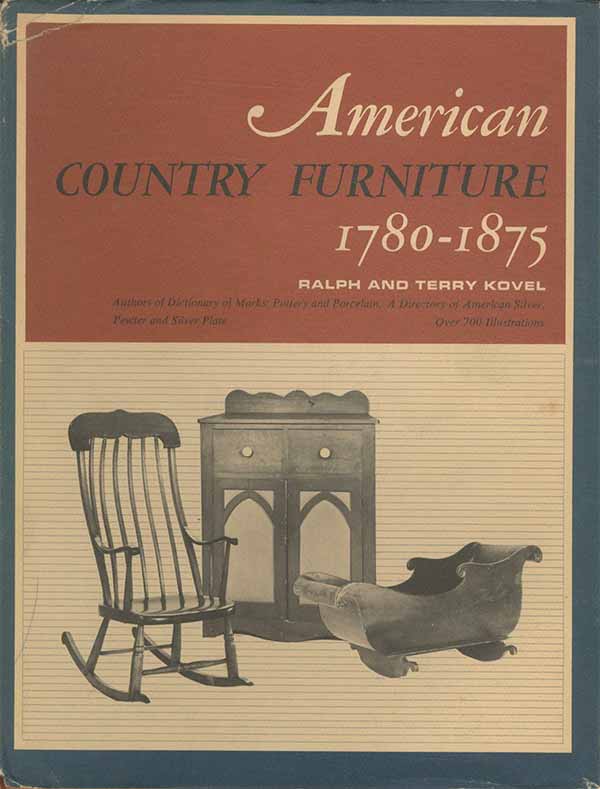 American
COUNTRY FURNITURE
1780-1875
RALPH AND TERRY KOVEL
Authors of Dictionary of Marks: Pottery and Porcelain, A Directory of American Silver,
Pewter and Silver Plate Over 700 Illustrations